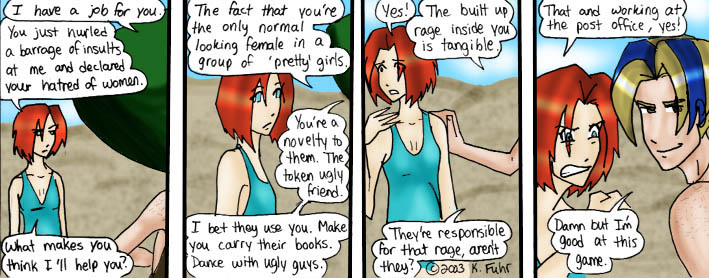 I have a job for you.
You just hurled
a barrage of insults
at me and declared
your hatred of women.
What makes you
think I'll help you?
The fact that you're
the only normal
looking female in a
group of 'pretty' girls.
You're a
novelty to
them. The
token ugly
friend.
I bet they use you. Make
you carry their books.
Dance with ugly guys.
Yes!
The built up
rage inside you
is tangible.
They're responsible
for that rage, aren't
they?
©2003 K. Fuhr
That and working at
the post office, yes!
Damn but I'm
good at this
game.